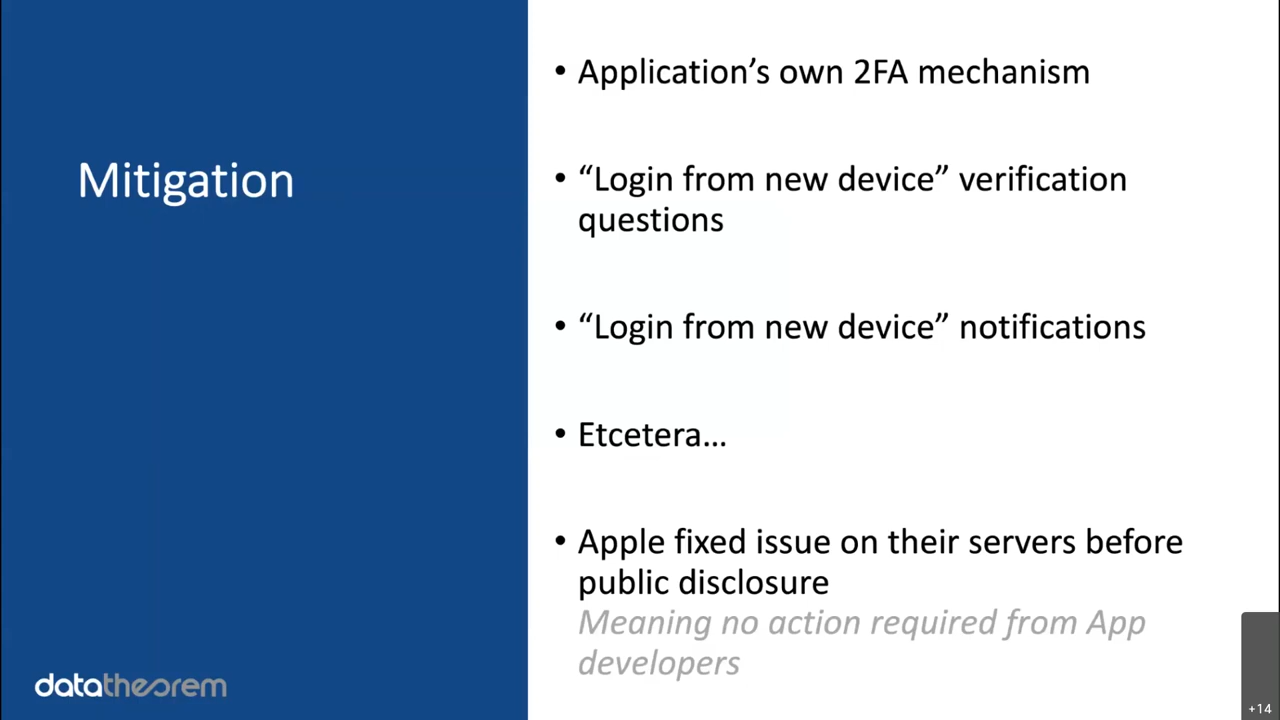 Mitigation
• Application’s own 2FA mechanism
• “Login from new device” verification
questions
• “Login from new device” notifications
• Etcetera…
• Apple fixed issue on their servers before
public disclosure
Meaning no action required from App
developers
datatheorem
+14